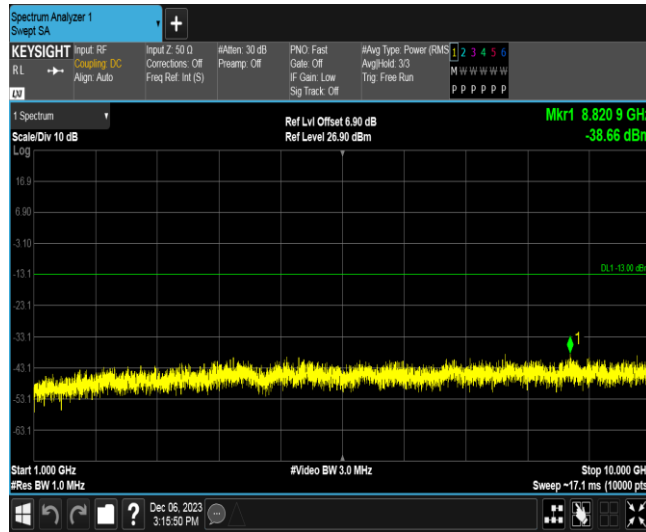 Spectrum Analyzer 1
Swept SA
+
KEYSIGHT
RL
LXI
Input: RF
Coupling: DC
Align: Auto
Input Z: 50 Ω
Corrections: Off
Freq Ref: Int (S)
#Atten: 30 dB
Preamp: Off
PNO: Fast
Gate: Off
IF Gain: Low
Sig Track: Off
#Avg Type: Power (RMS
Avg|Hold: 3/3
Trig: Free Run
1 2 3 4 5 6
M W W W W W
P P P P P P
1 Spectrum
Scale/Div 10 dB
Log
Ref Lvl Offset 6.90 dB
Ref Level 26.90 dBm
Mkr1 8.820 9 GHz
-38.66 dBm
16.9
6.90
-3.10
-13.1
DL1 -13.00 dBm
-23.1
-33.1
1
-43.1
-53.1
-63.1
Start 1.000 GHz
#Res BW 1.0 MHz
#Video BW 3.0 MHz
Stop 10.000 GHz
Sweep ~17.1 ms (10000 pts
?
Dec 06, 2023
3:15:50 PM